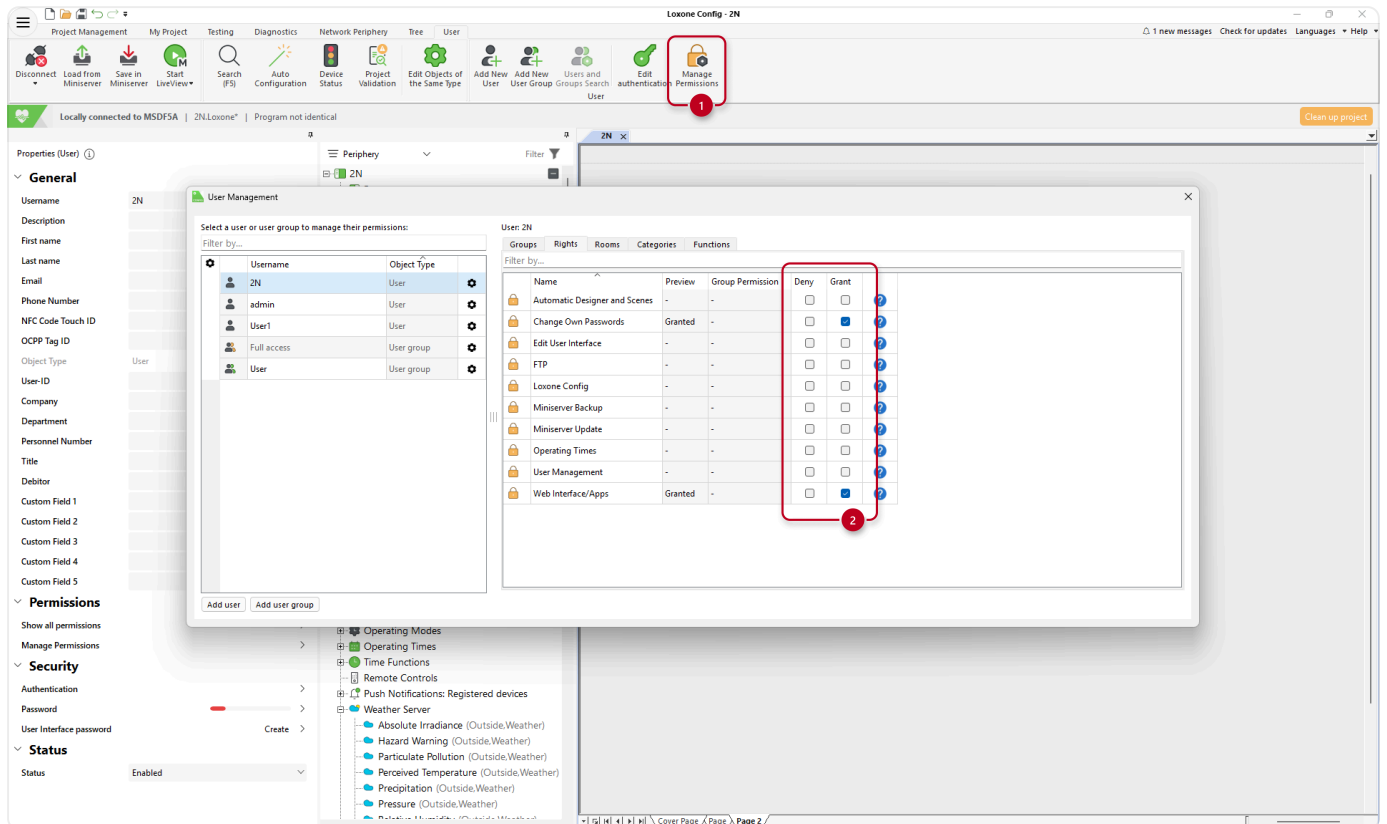 Loxone Config - 2N
Project Management My Project Testing Diagnostics Network Periphery Tree User
1 new messages Check for updates Languages Help
Disconnect
Load from Miniserver
Save in Miniserver
Start LiveView
Search (F5)
Auto Configuration
Device Status
Project Validation
Edit Objects of the Same Type
Add New User
Add New User Group
Users and Groups Search
Edit authentication
Manage Permissions
User
1
Locally connected to MSDF5A | 2N.Loxone* | Program not identical
Clean up project
2N
Properties (User)
Periphery
Filter
General
2N
Username 2N
Description
First name
Last name
Email
Phone Number
NFC Code Touch ID
OCPP Tag ID
Object Type User
User-ID
Company
Department
Personnel Number
Title
Debitor
Custom Field 1
Custom Field 2
Custom Field 3
Custom Field 4
Custom Field 5
Permissions
Show all permissions
Manage Permissions
Security
Authentication
Password
User Interface password Create
Status
Status Enabled
User Management
Select a user or user group to manage their permissions:
Filter by...
Username Object Type
2N User
admin User
User1 User
Full access User group
User User group
Add user Add user group
User: 2N
Groups Rights Rooms Categories Functions
Filter by...
Name Preview Group Permission Deny Grant
Automatic Designer and Scenes - -
Change Own Passwords Granted -
Edit User Interface - -
FTP - -
Loxone Config - -
Miniserver Backup - -
Miniserver Update - -
Operating Times - -
User Management - -
Web Interface/Apps Granted -
2
Operating Modes
Operating Times
Time Functions
Remote Controls
Push Notifications: Registered devices
Weather Server
Absolute Irradiance (Outside,Weather)
Hazard Warning (Outside,Weather)
Particulate Pollution (Outside,Weather)
Perceived Temperature (Outside,Weather)
Precipitation (Outside,Weather)
Pressure (Outside,Weather)
Relative Humidity (Outside,Weather)
Cover Page Page Page 2